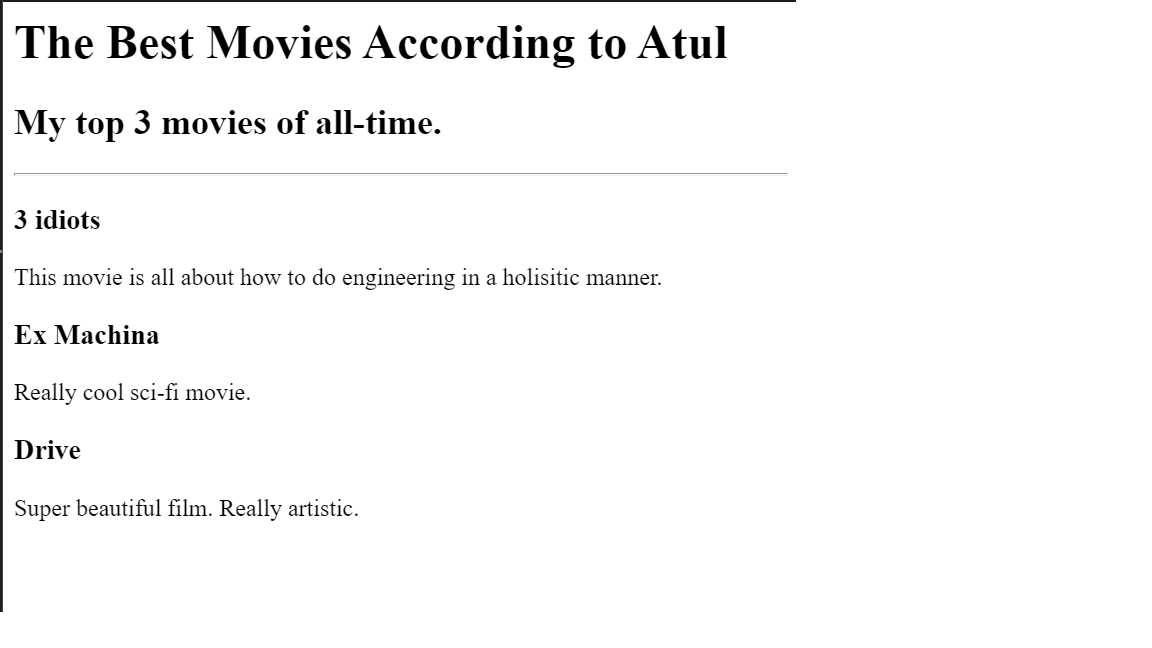 The Best Movies According to Atul
My top 3 movies of all-time.
3 idiots
This movie is all about how to do engineering in a holisitic manner.
Ex Machina
Really cool sci-fi movie.
Drive
Super beautiful film. Really artistic.